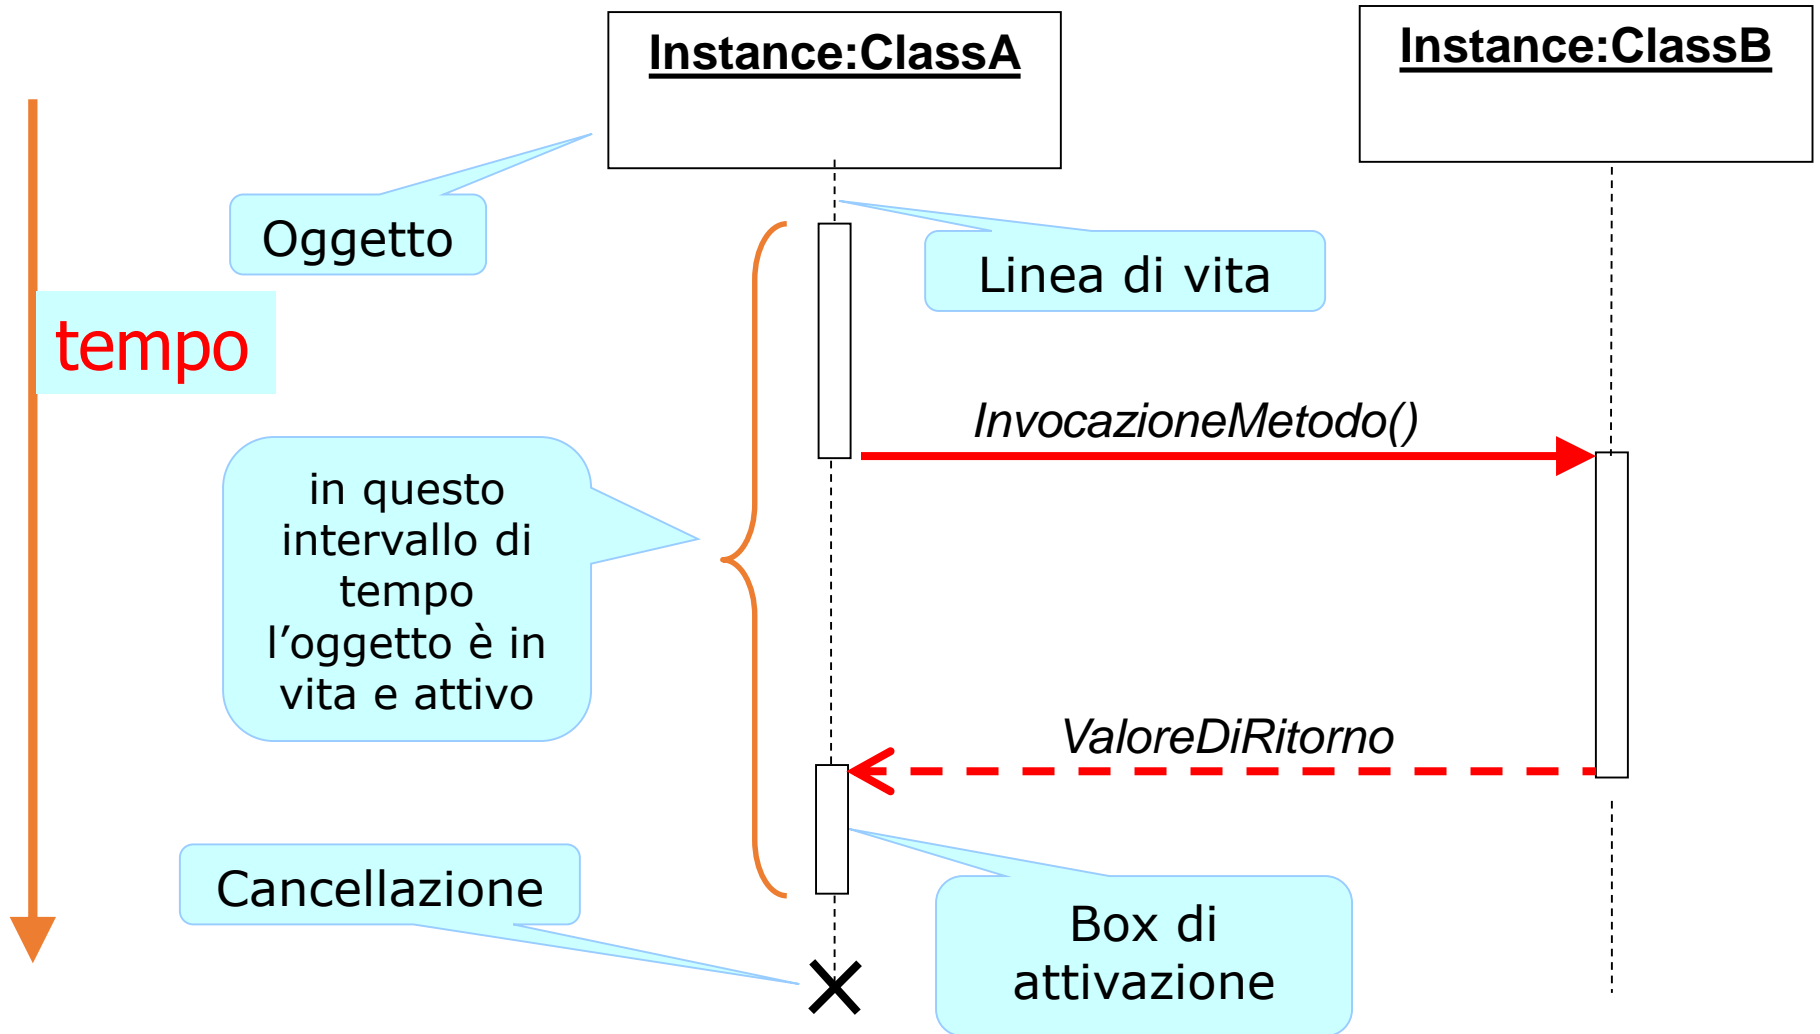 Instance:ClassA
Instance:ClassB
Oggetto
Linea di vita
tempo
InvocazioneMetodo()
in questo
intervallo di
tempo
l’oggetto è in
vita e attivo
ValoreDiRitorno
Cancellazione
Box di
attivazione